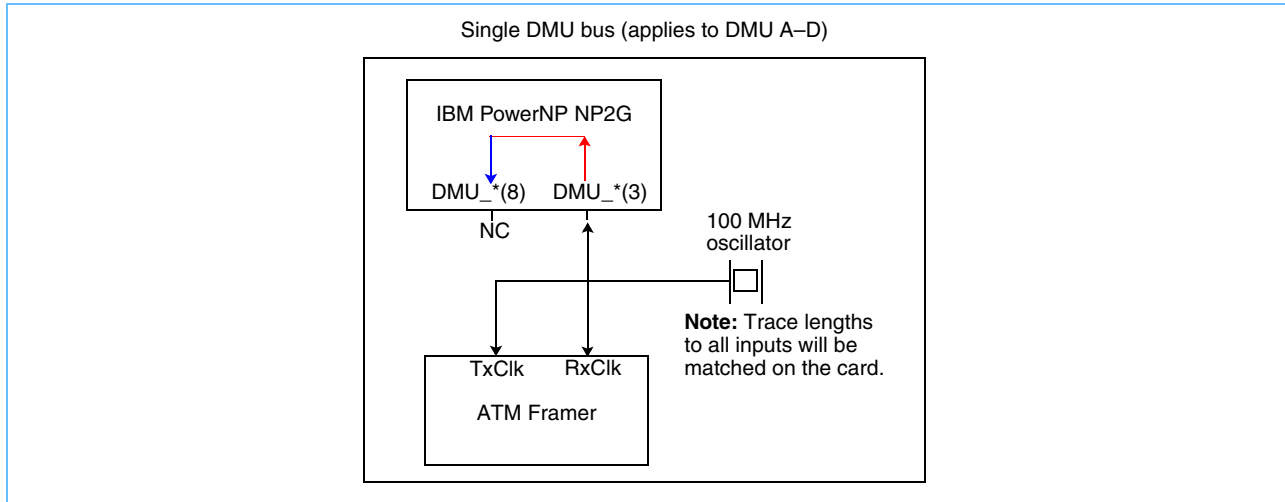 Single DMU bus (applies to DMU A–D)
IBM PowerNP NP2G
DMU_*(8) DMU_*(3)
NC
100 MHz
oscillator
Note: Trace lengths
to all inputs will be
matched on the card.
TxClk RxClk
ATM Framer